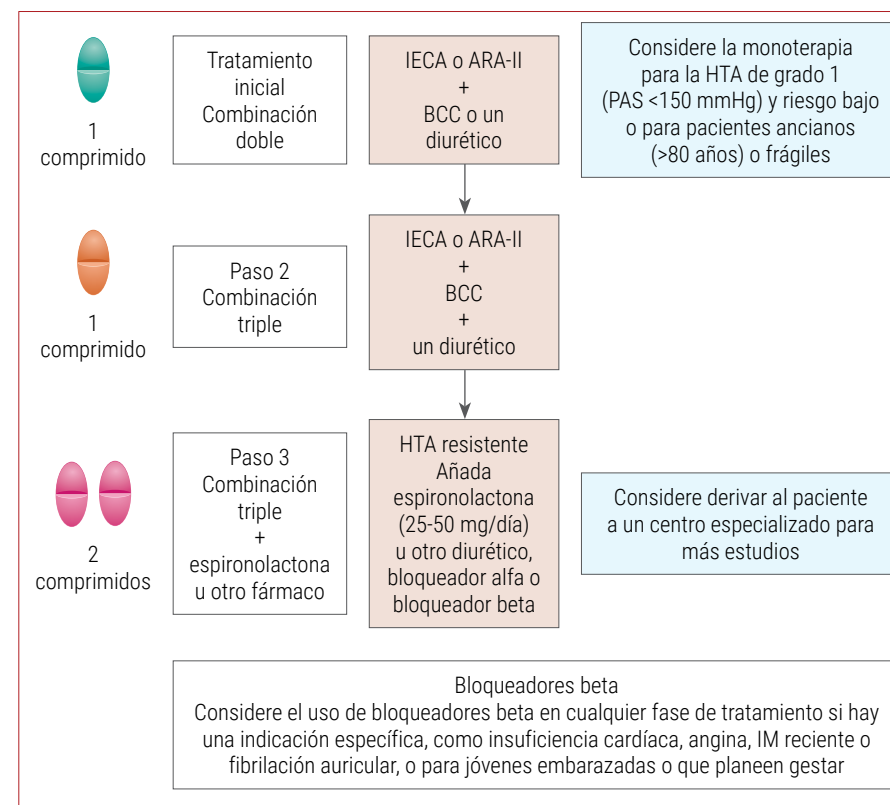 1
comprimido
Tratamiento
inicial
Combinación
doble
IECA o ARA-II
+
BCC o un
diurético
Considere la monoterapia
para la HTA de grado 1
(PAS <150 mmHg) y riesgo bajo
o para pacientes ancianos
(>80 años) o frágiles
1
comprimido
Paso 2
Combinación
triple
IECA o ARA-II
+
BCC
+
un diurético
2
comprimidos
Paso 3
Combinación
triple
+
espironolactona
u otro fármaco
HTA resistente
Añada
espironolactona
(25-50 mg/día)
u otro diurético,
bloqueador alfa o
bloqueador beta
Considere derivar al paciente
a un centro especializado para
más estudios
Bloqueadores beta
Considere el uso de bloqueadores beta en cualquier fase de tratamiento si hay
una indicación específica, como insuficiencia cardíaca, angina, IM reciente o
fibrilación auricular, o para jóvenes embarazadas o que planeen gestar